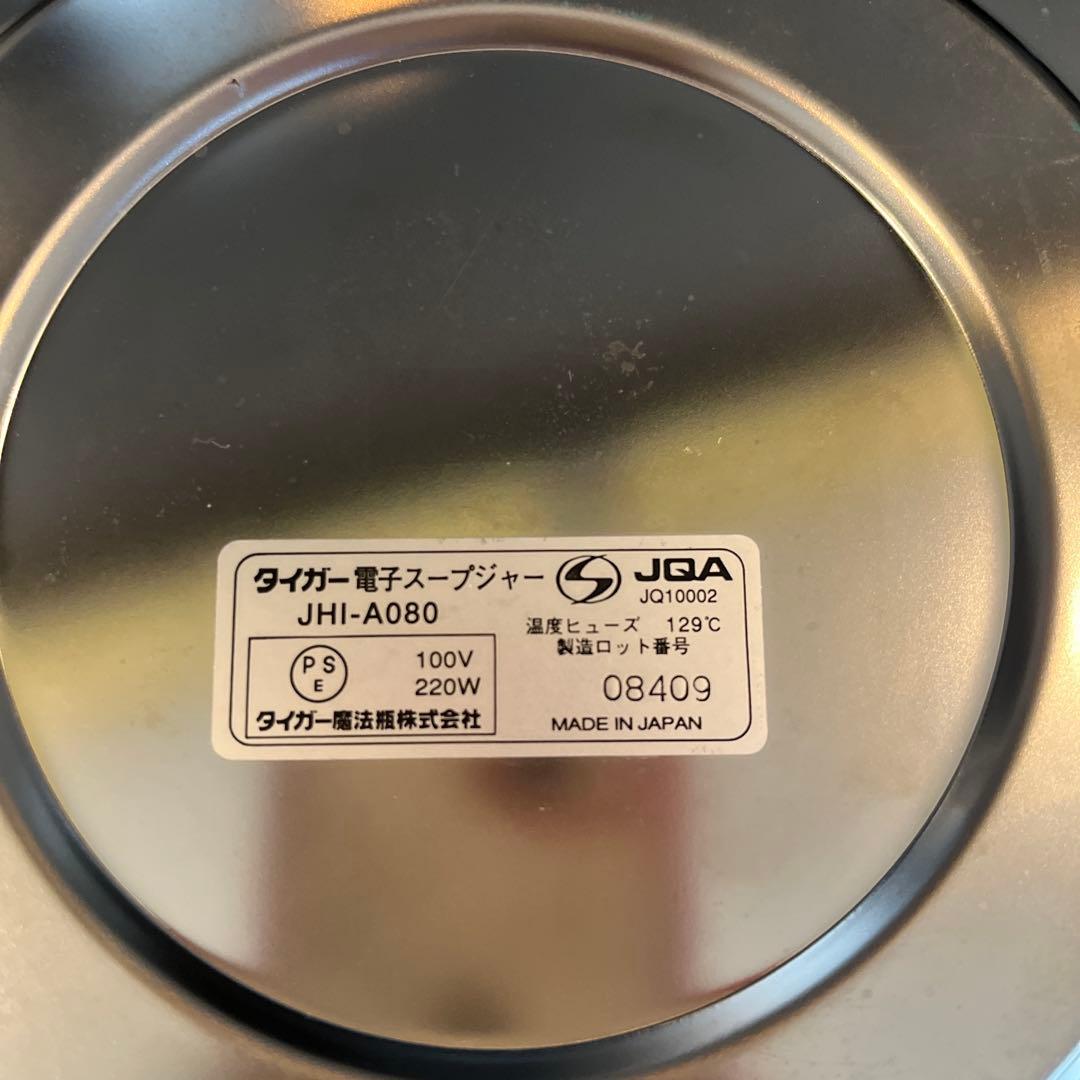 タイガー電子スープジャー
JHI-A080
PS
E
100V
220W
タイガー魔法瓶株式会社
S JQA
JQ10002
温度ヒューズ 129℃
製造ロット番号
08409
MADE IN JAPAN